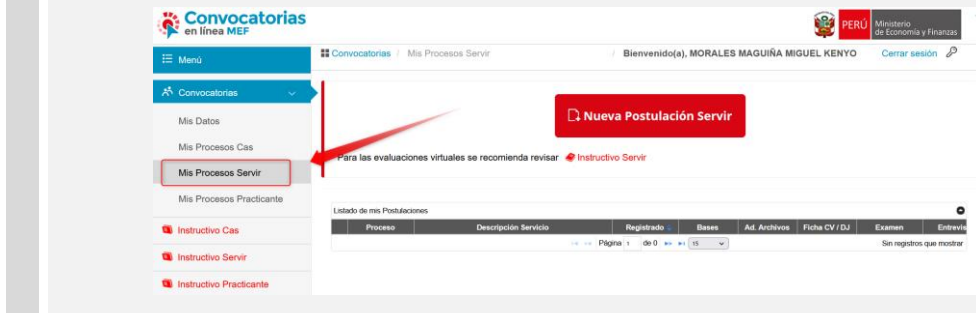 Convocatorias
en línea MEF
PERÚ Ministerio
de Economía y Finanzas
Menú
Convocatorias / Mis Procesos Servir / Bienvenido(a), MORALES MAGUIÑA MIGUEL KENYO Cerrar sesión
Convocatorias
Mis Datos
Mis Procesos Cas
Mis Procesos Servir
Mis Procesos Practicante
Instructivo Cas
Instructivo Servir
Instructivo Practicante
Nueva Postulación Servir
Para las evaluaciones virtuales se recomienda revisar Instructivo Servir
Listado de mis Postulaciones
Proceso Descripción Servicio Registrado Bases Ad. Archivos Ficha CV / DJ Examen Entrevis
Página 1 de 0 15 Sin registros que mostrar